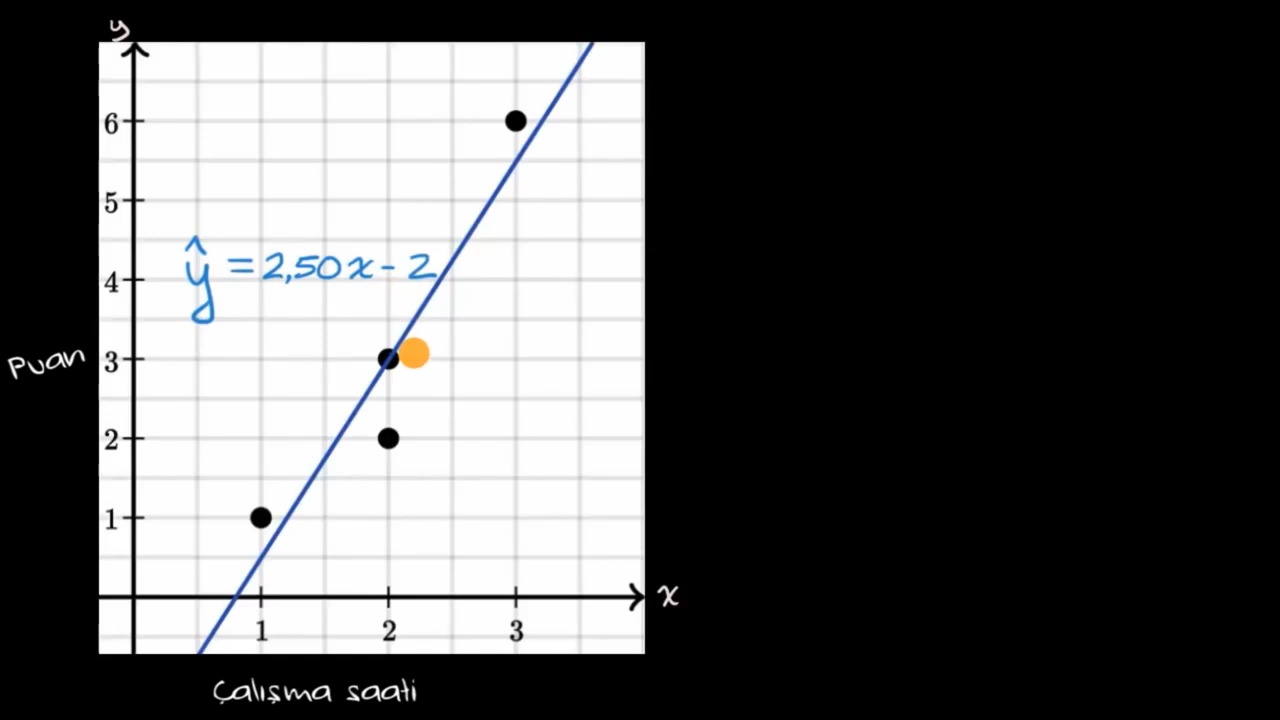 y
6
5
ŷ = 2,50x - 2
4
Puan
3
2
1
x
1 2 3
Çalışma saati